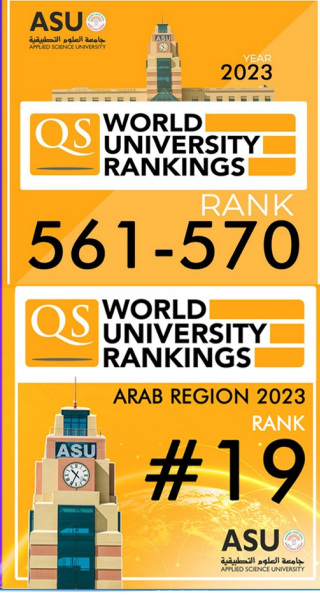 ASU
جامعة العلوم التطبيقية
APPLIED SCIENCE UNIVERSITY
ASU
YEAR
2023
QS WORLD
UNIVERSITY
RANKINGS
RANK
561-570
QS WORLD
UNIVERSITY
RANKINGS
ARAB REGION 2023
RANK
#19
ASU
ASU
جامعة العلوم التطبيقية
APPLIED SCIENCE UNIVERSITY